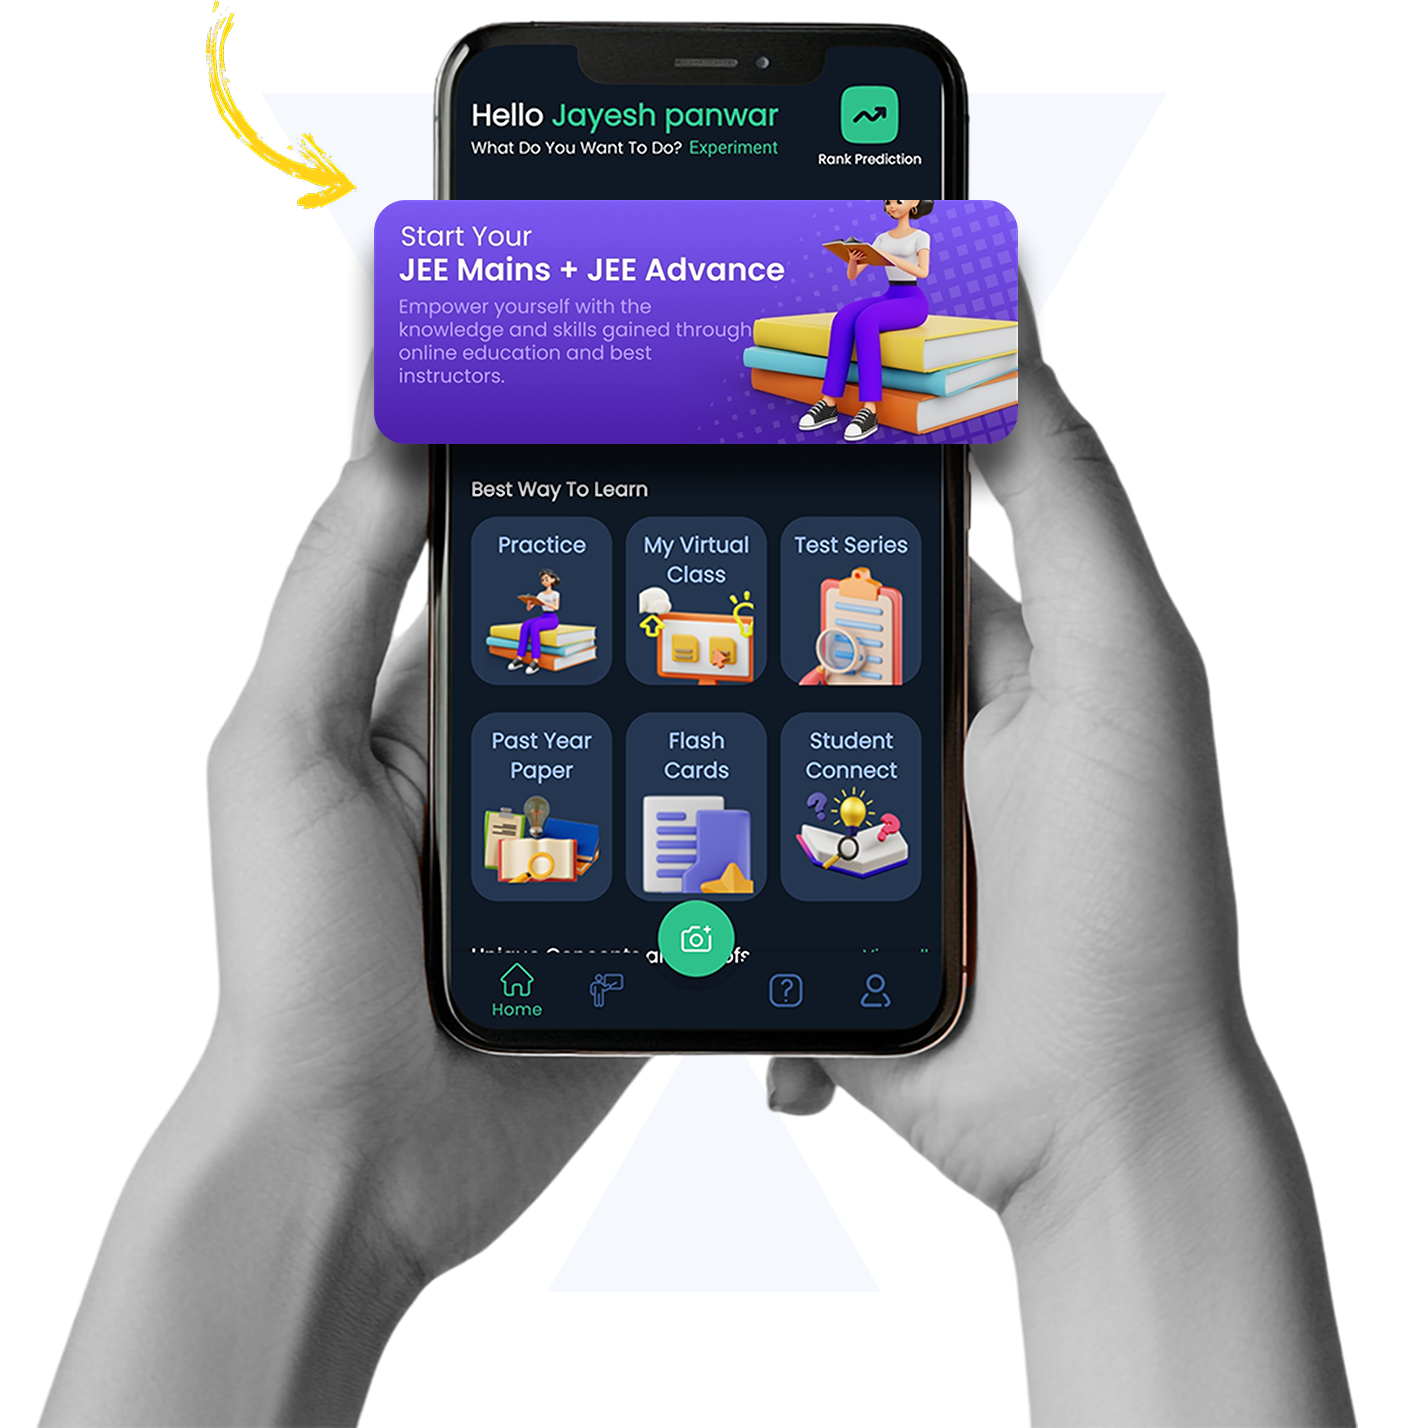 Hello Jayesh panwar
What Do You Want To Do? Experiment
Rank Prediction
Start Your
JEE Mains + JEE Advance
Empower yourself with the
knowledge and skills gained through
online education and best
instructors.
Best Way To Learn
Practice
My Virtual
Class
Test Series
Past Year
Paper
Flash
Cards
Student
Connect
Home